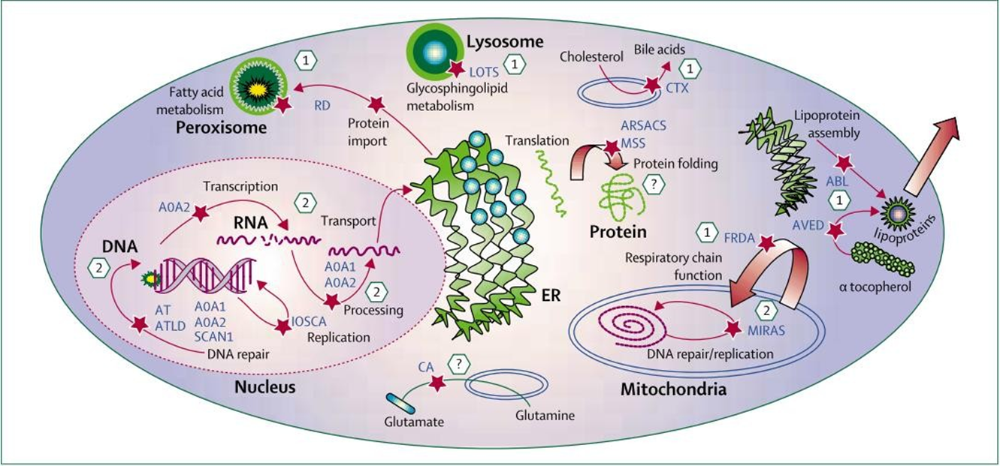 Lysosome
LOTS
1
Glycosphingolipid
metabolism
1
Fatty acid
metabolism
Peroxisome
RD
Protein
import
Cholesterol
Bile acids
1
CTX
Translation
ARSACS
MSS
Protein folding
?
Protein
Lipoprotein
assembly
ABL
1
AVED
lipoproteins
α tocopherol
Transcription
A0A2
2
RNA
Transport
DNA
2
A0A1
A0A2
2
Processing
AT
ATLD
A0A1
A0A2
SCAN1
IOSCA
Replication
DNA repair
Nucleus
ER
1
FRDA
Respiratory chain
function
2
MIRAS
DNA repair/replication
Mitochondria
CA
?
Glutamate
Glutamine